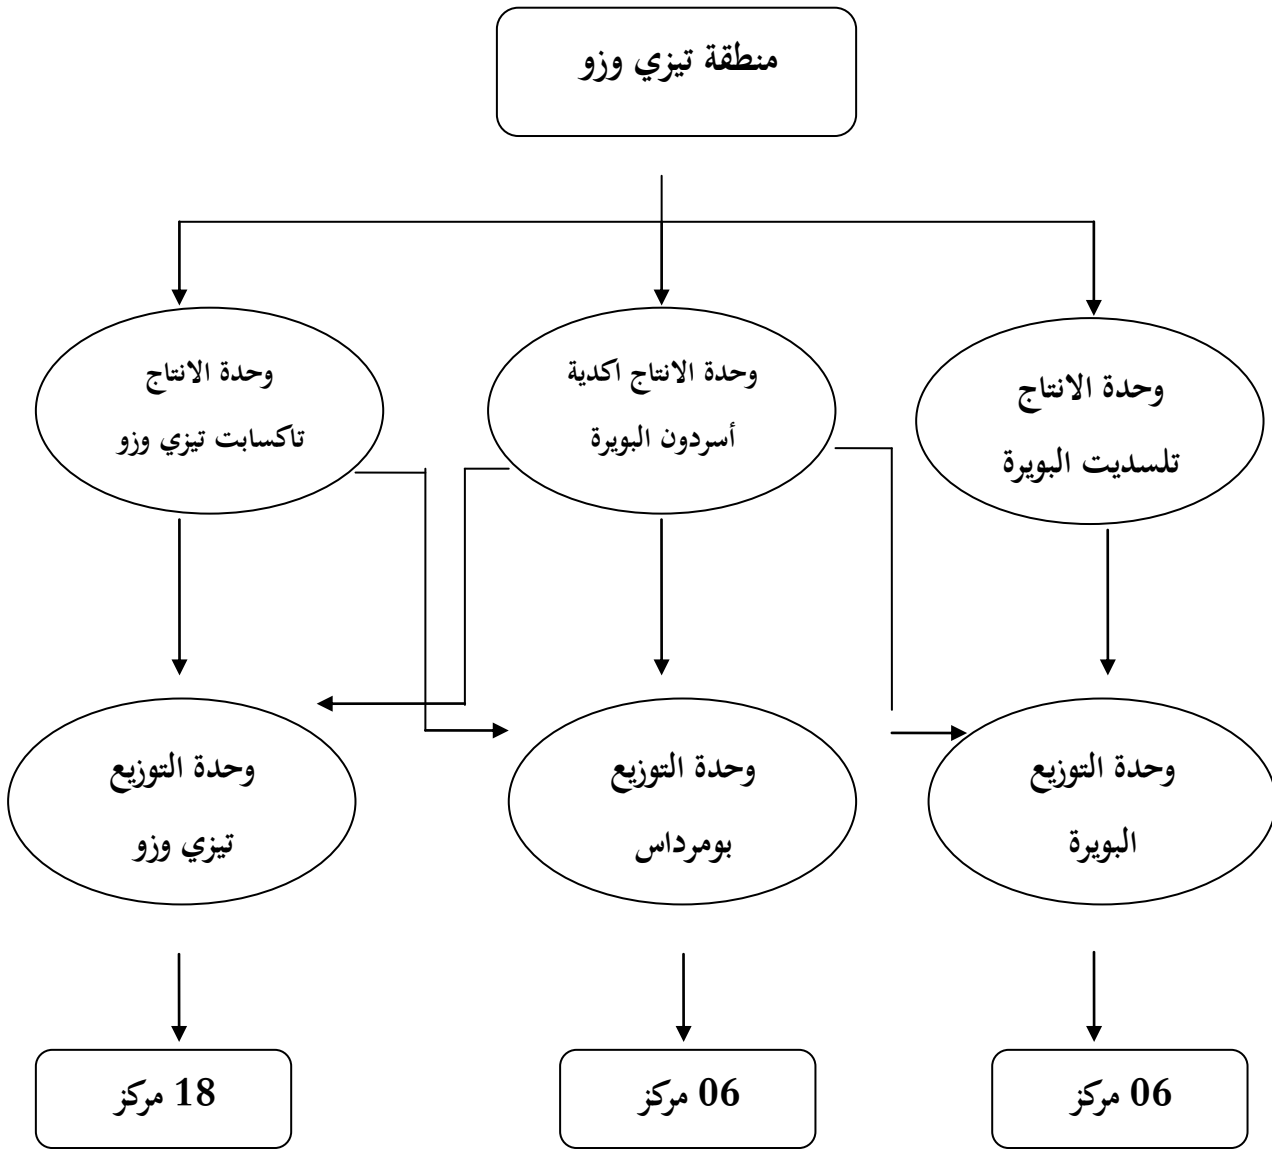 منطقة تيزي وزو
وحدة الانتاج
تلسديت البويرة
وحدة الانتاج اكدية
أسردون البويرة
وحدة الانتاج
تاكسابت تيزي وزو
وحدة التوزيع
البويرة
وحدة التوزيع
بومرداس
وحدة التوزيع
تيزي وزو
06 مركز
06 مركز
18 مركز